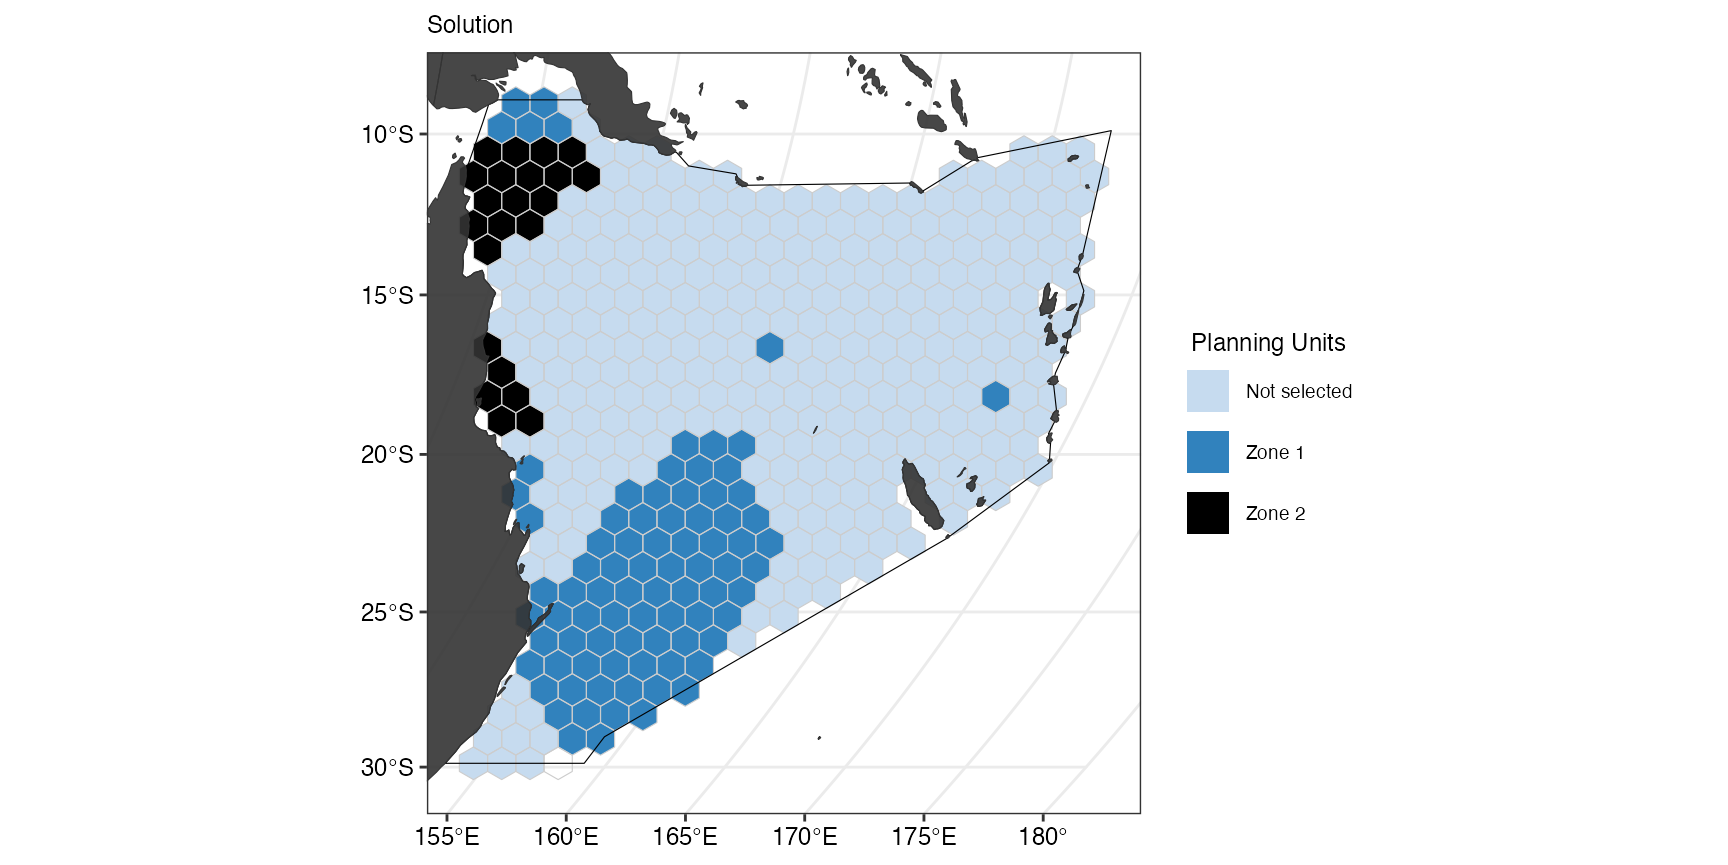 Solution
10°S
15°S
20°S
25°S
30°S
155°E 160°E 165°E 170°E 175°E 180°
Planning Units
Not selected
Zone 1
Zone 2